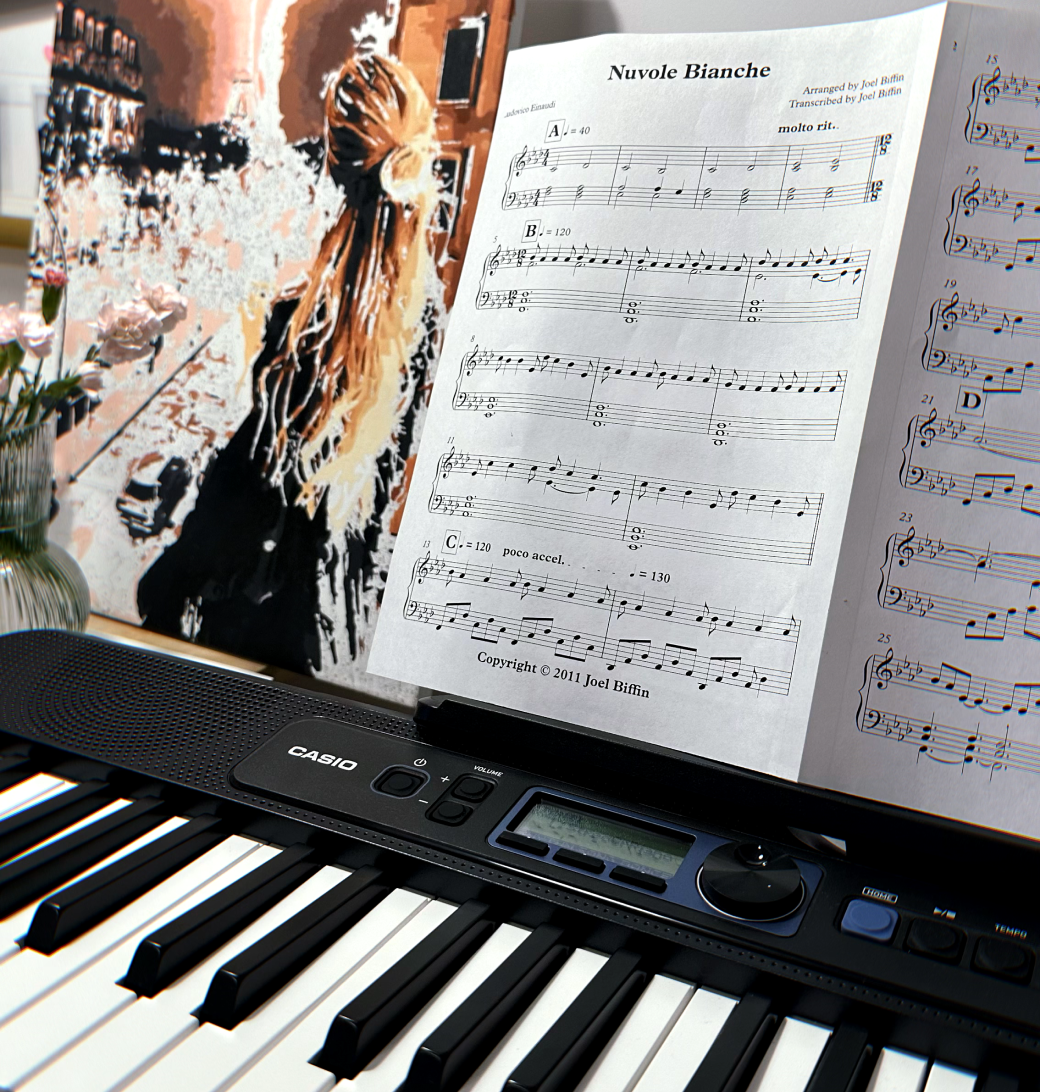 Nuvole Bianche
Arranged by Joel Biffin
Transcribed by Joel Biffin
udovico Einaudi
A ♩= 40
molto rit..
5
B ♩. = 120
8
11
13
C ♩. = 120 poco accel. - - - - ♩. = 130
Copyright © 2011 Joel Biffin
2
15
17
19
21
D
23
25
CASIO
VOLUME
+
−
HOME
TEMPO